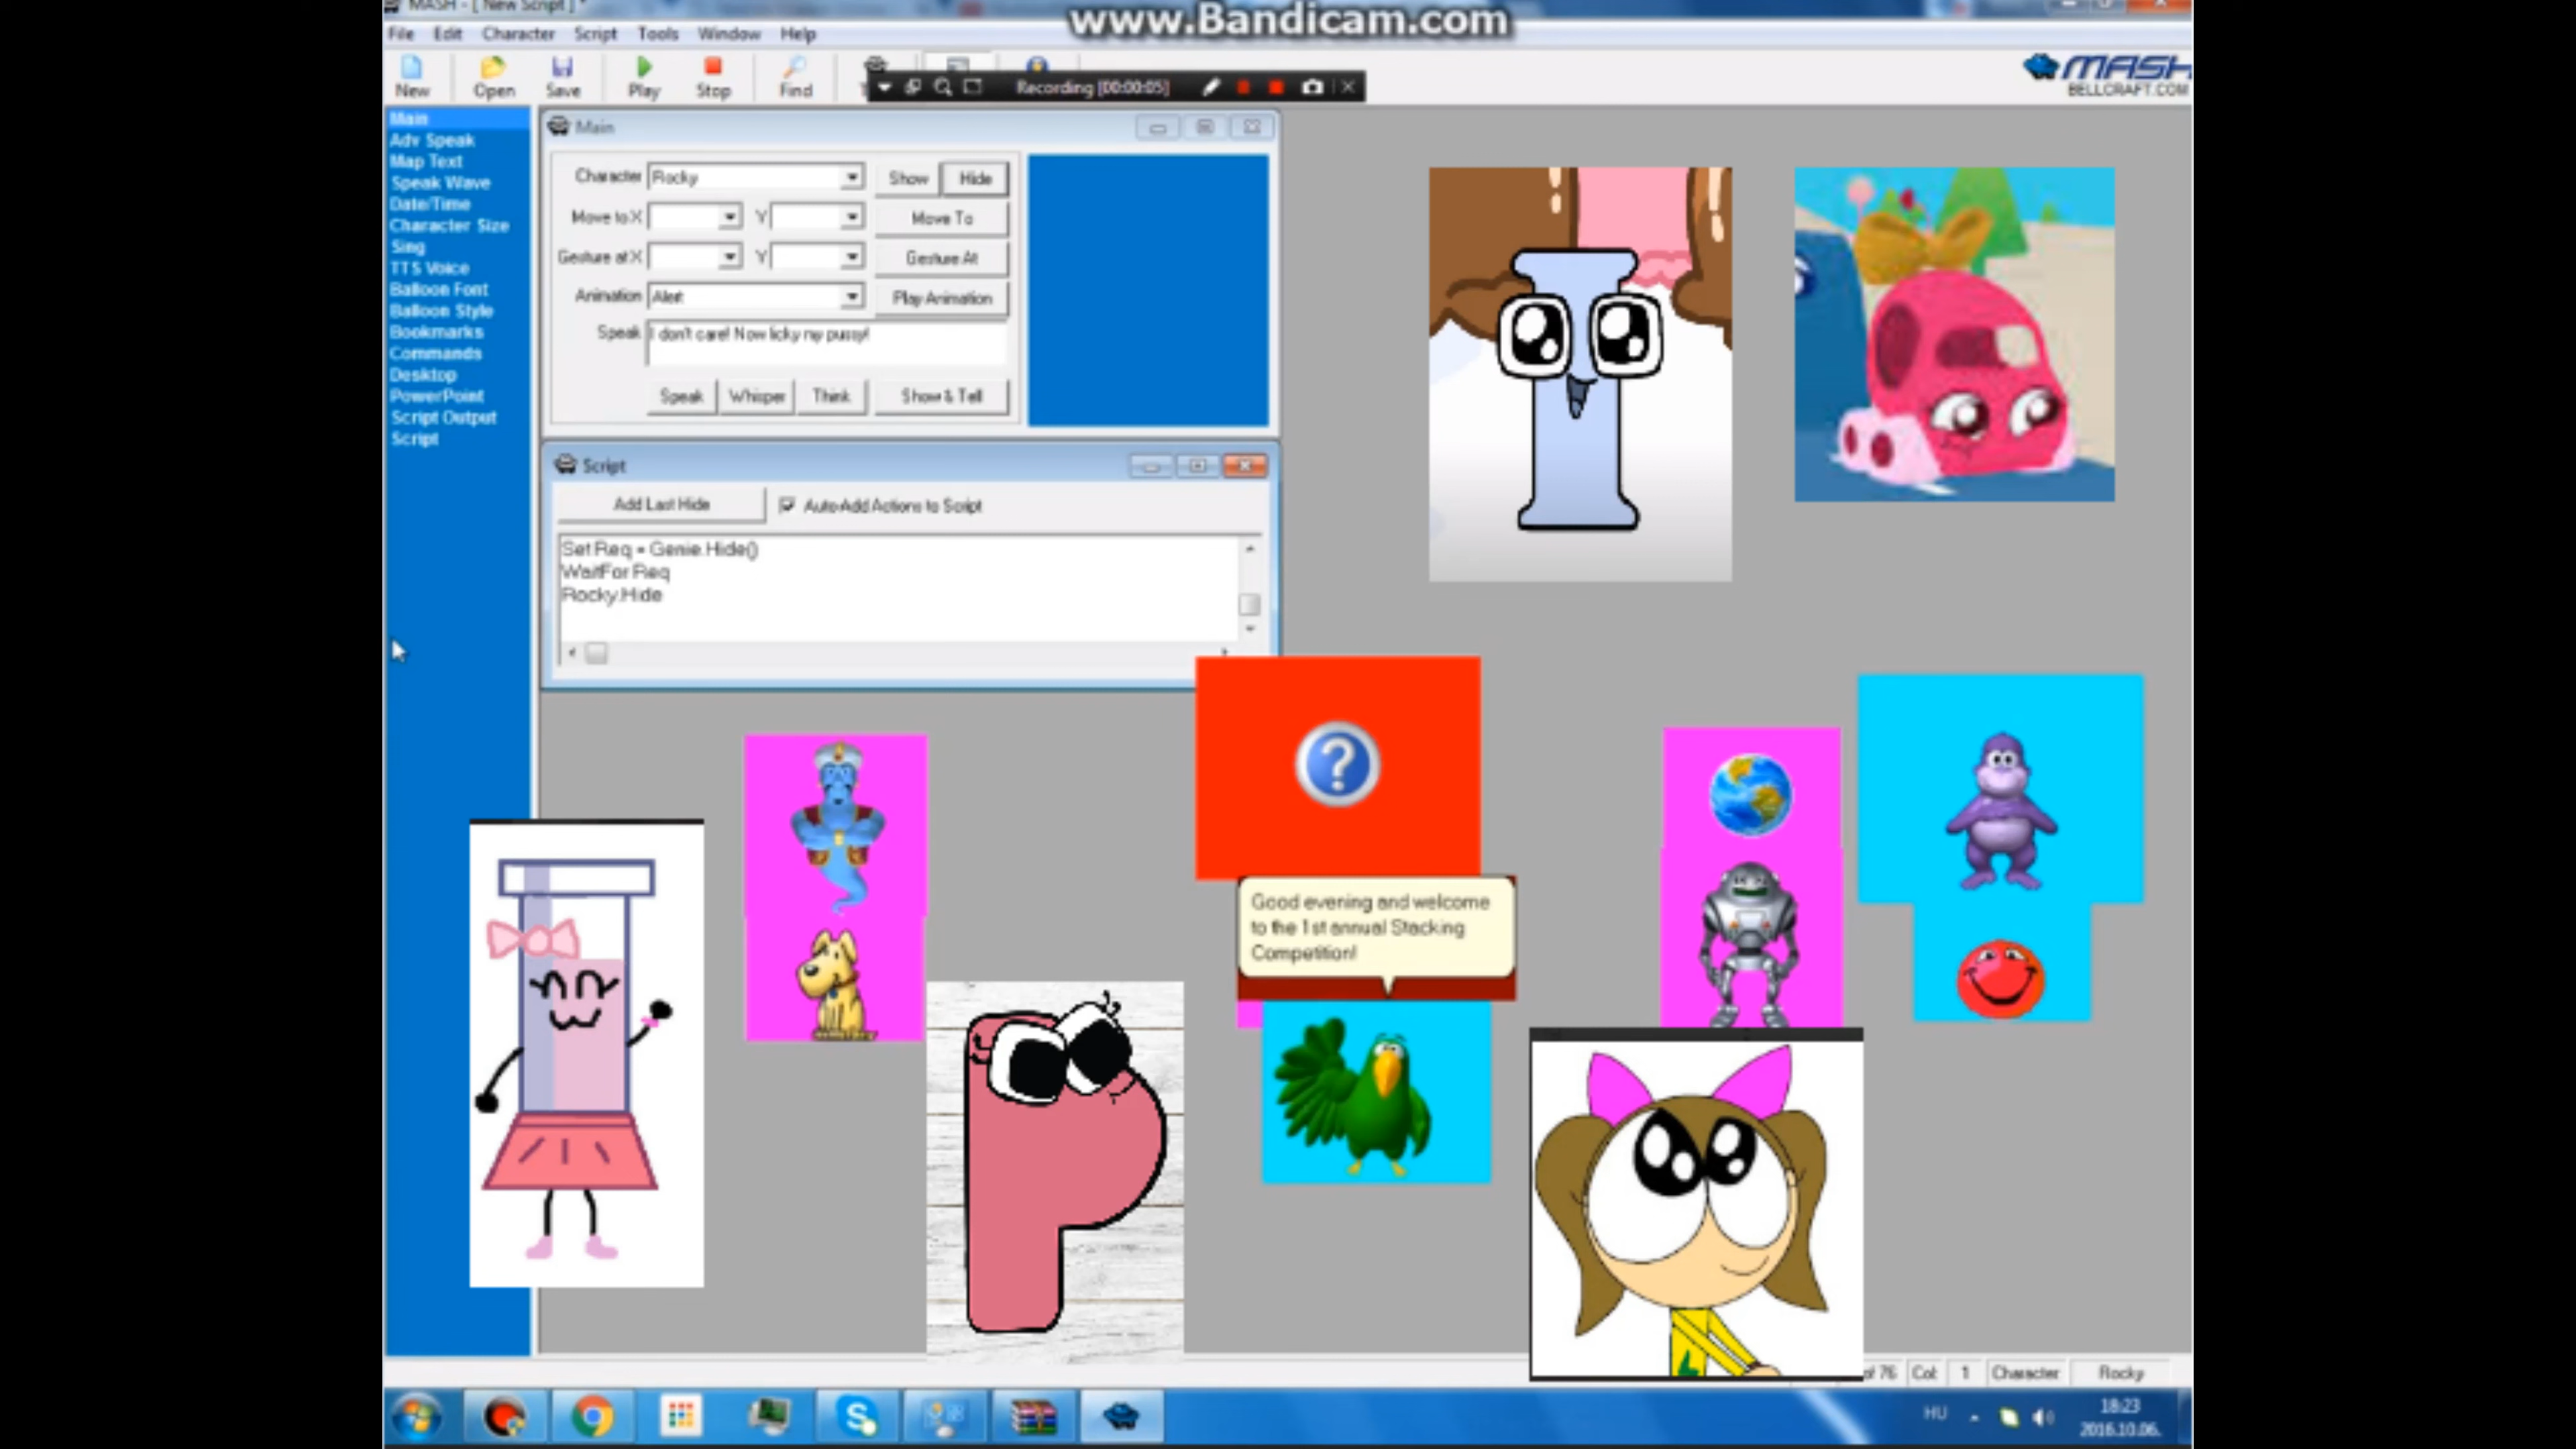 MASH - [ New Script ] *
www.Bandicam.com
File Edit Character Script Tools Window Help
New Open Save Play Stop Find
Recording [00:00:05]
MASH
BELLCRAFT.COM
Main
Adv Speak
Map Text
Speak Wave
Date/Time
Character Size
Sing
TTS Voice
Balloon Font
Balloon Style
Bookmarks
Commands
Desktop
PowerPoint
Script Output
Script
Main
Character Rocky Show Hide
Move to X Y Move To
Gesture at X Y Gesture At
Animation Alert Play Animation
Speak I don't care! Now licky my pussy!
Speak Whisper Think Show & Tell
Script
Add Last Hide Auto-Add Actions to Script
Set Req = Genie.Hide()
WaitFor Req
Rocky.Hide
?
Good evening and welcome
to the 1st annual Stacking
Competition!
of 76 Col: 1 Character Rocky
HU
18:23
2016.10.06.